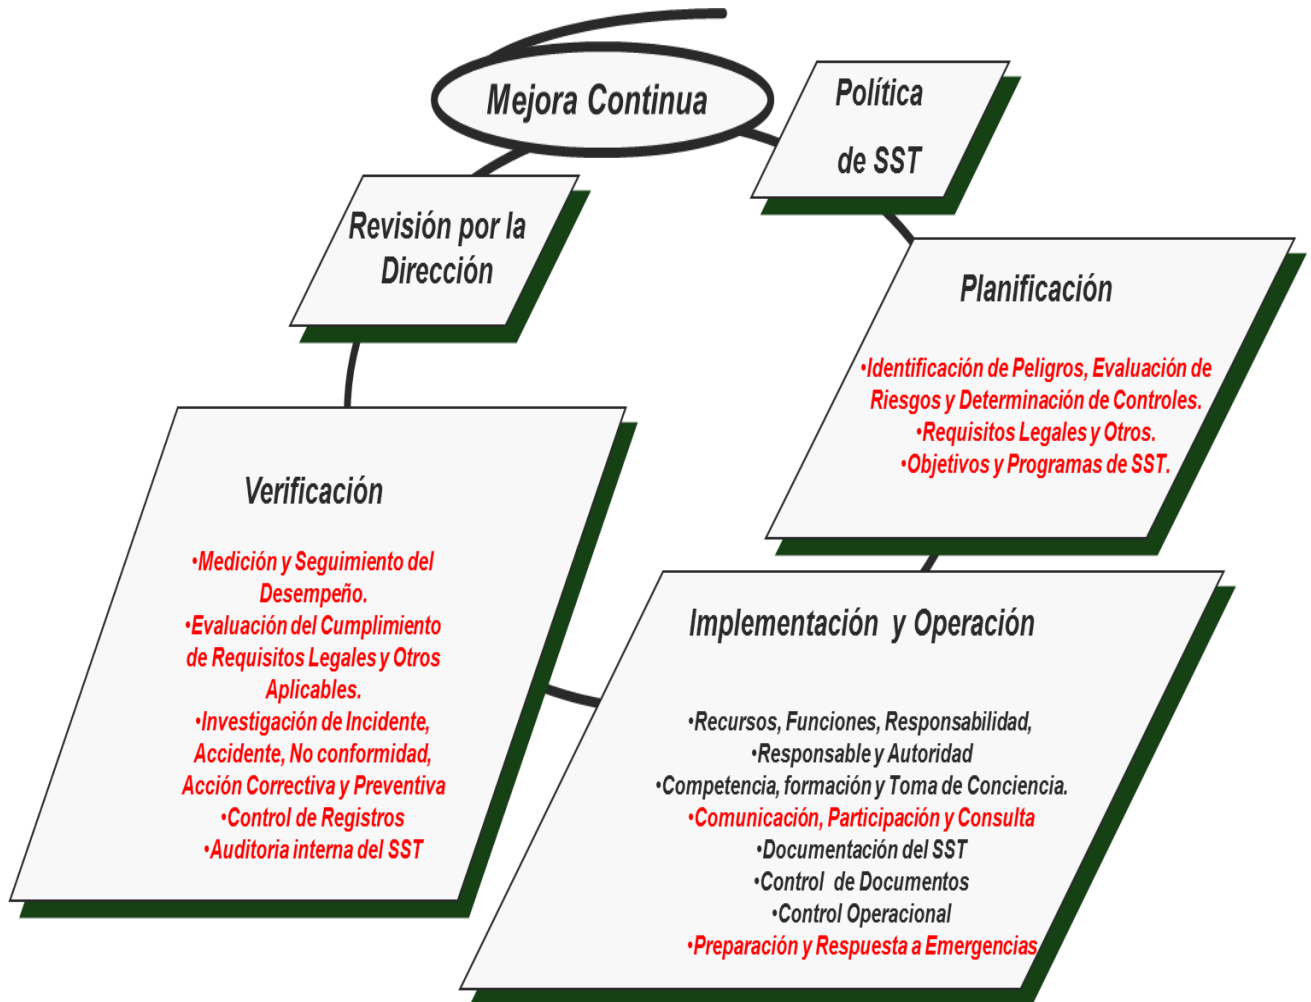 Mejora Continua
Política
de SST
Revisión por la
Dirección
Planificación
•Identificación de Peligros, Evaluación de
Riesgos y Determinación de Controles.
•Requisitos Legales y Otros.
•Objetivos y Programas de SST.
Verificación
•Medición y Seguimiento del
Desempeño.
•Evaluación del Cumplimiento
de Requisitos Legales y Otros
Aplicables.
•Investigación de Incidente,
Accidente, No conformidad,
Acción Correctiva y Preventiva
•Control de Registros
•Auditoria interna del SST
Implementación y Operación
•Recursos, Funciones, Responsabilidad,
•Responsable y Autoridad
•Competencia, formación y Toma de Conciencia.
•Comunicación, Participación y Consulta
•Documentación del SST
•Control de Documentos
•Control Operacional
•Preparación y Respuesta a Emergencias